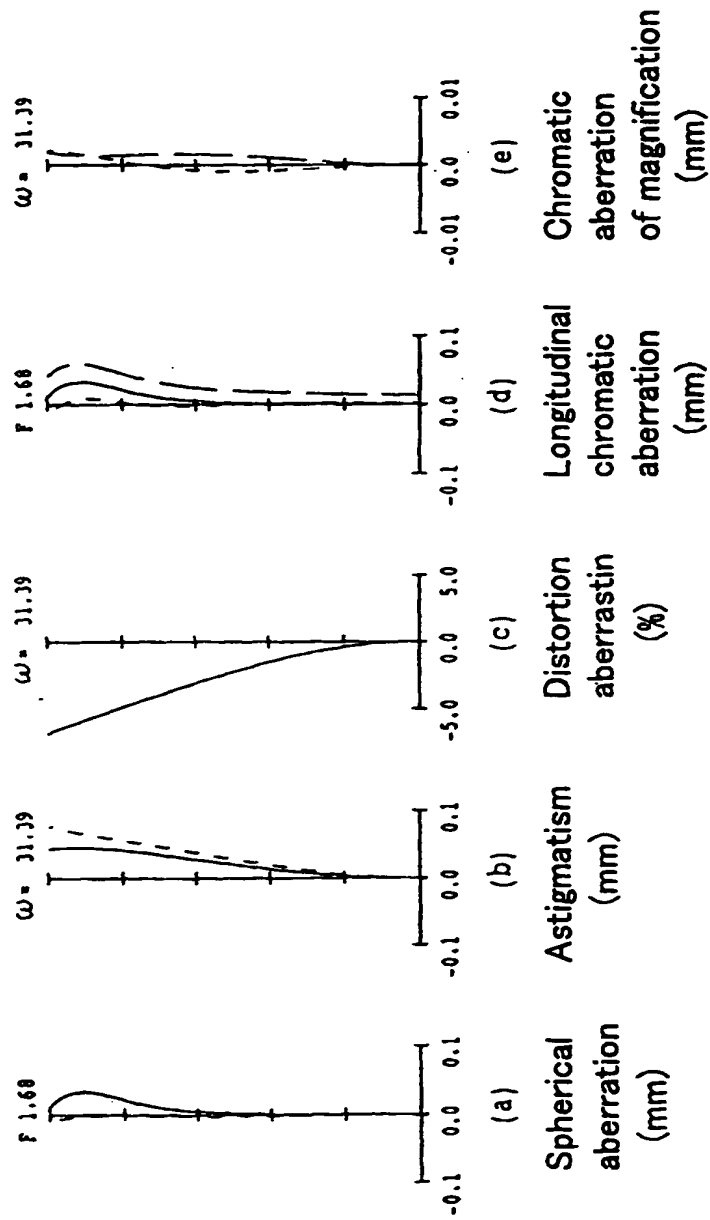 F 1.68
-0.1 0.0 0.1
(a)
Spherical
aberration
(mm)
ω = 31.39
-0.1 0.0 0.1
(b)
Astigmatism
(mm)
ω = 31.39
-5.0 0.0 5.0
(c)
Distortion
aberrastin
(%)
F 1.68
-0.1 0.0 0.1
(d)
Longitudinal
chromatic
aberration
(mm)
ω = 31.39
-0.01 0.0 0.01
(e)
Chromatic
aberration
of magnification
(mm)